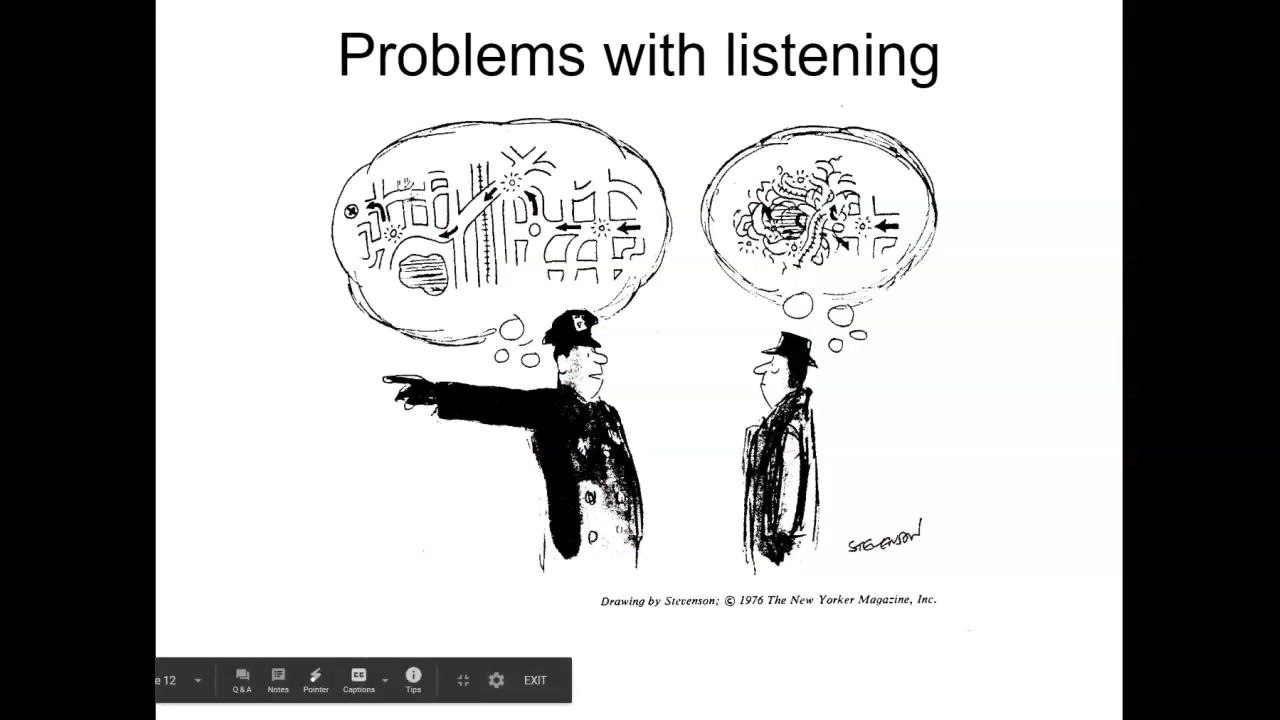 Problems with listening
STEVENSON
Drawing by Stevenson; © 1976 The New Yorker Magazine, Inc.
e 12
Q & A
Notes
Pointer
CC
Captions
Tips
EXIT